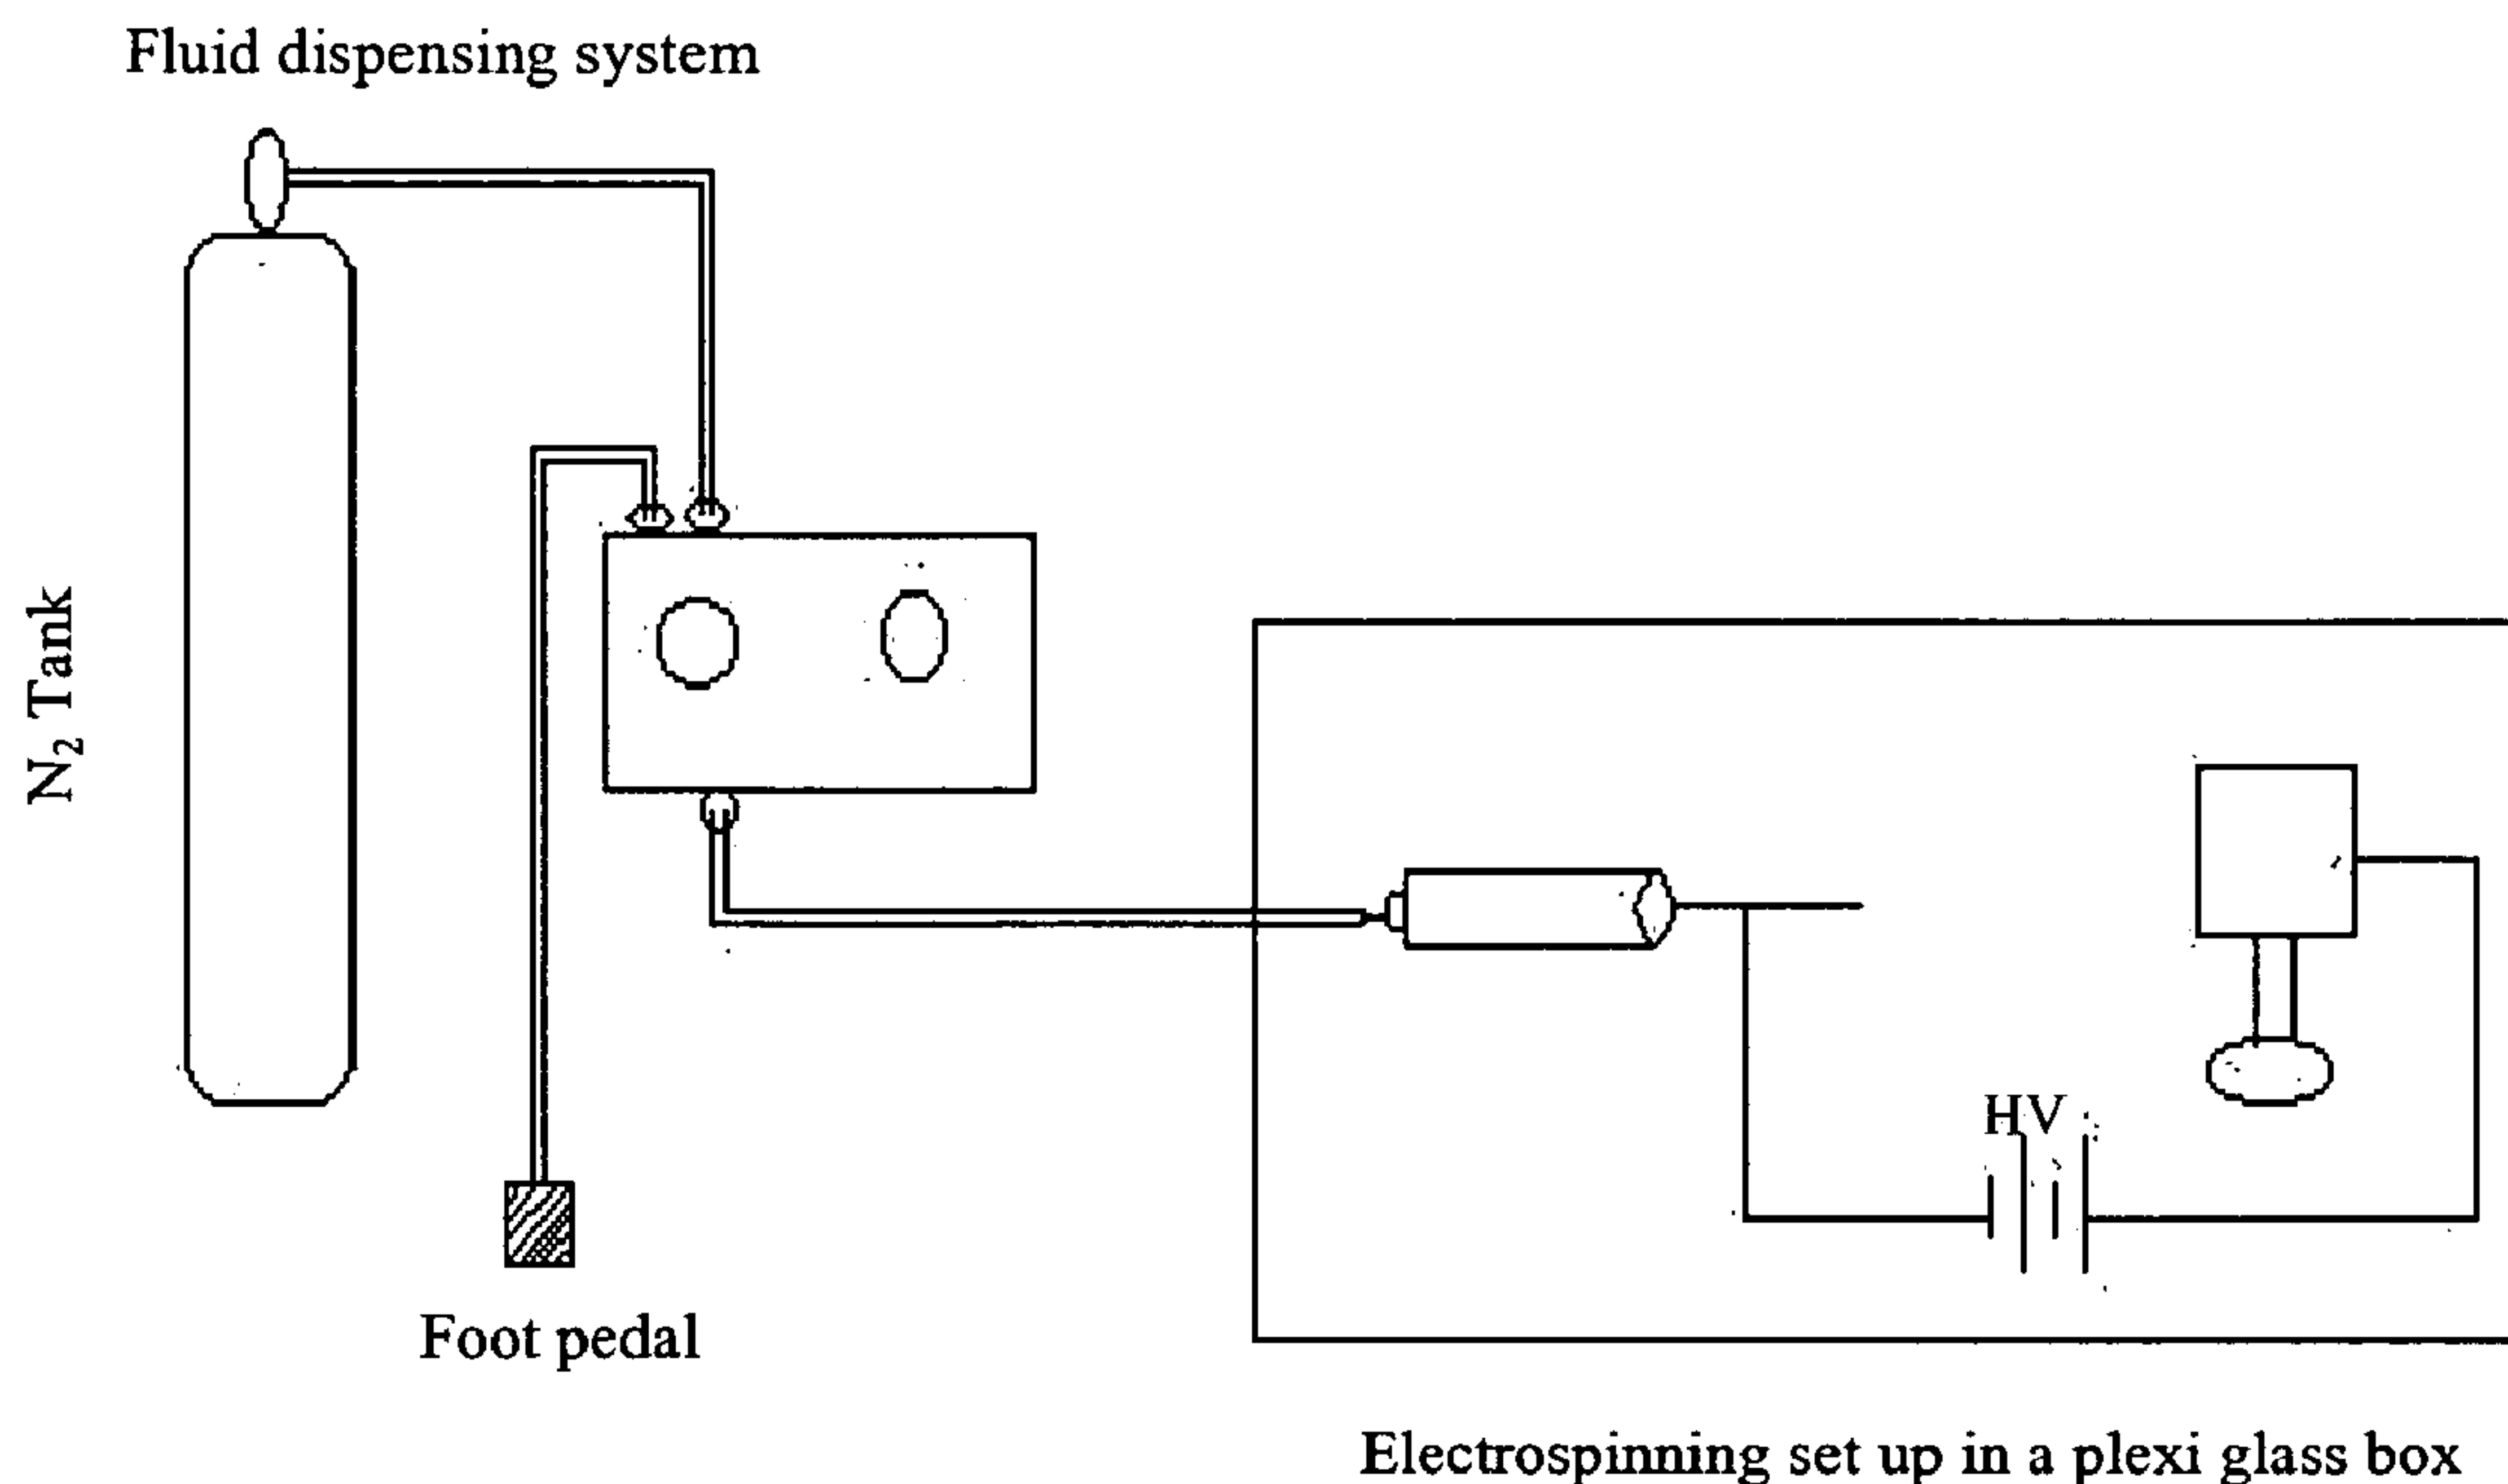 Fluid dispensing system
N₂ Tank
HV
Foot pedal
Electrospinning set up in a plexi glass box